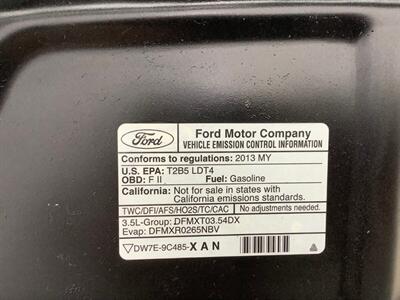 Ford
Ford Motor Company
VEHICLE EMISSION CONTROL INFORMATION
Conforms to regulations: 2013 MY
U.S. EPA: T2B5 LDT4
OBD: F II Fuel: Gasoline
California: Not for sale in states with
California emissions standards.
TWC/DFI/AFS/HO2S/TC/CAC No adjustments needed.
3.5L-Group: DFMXT03.54DX
Evap: DFMXR0265NBV
DW7E-9C485-XAN